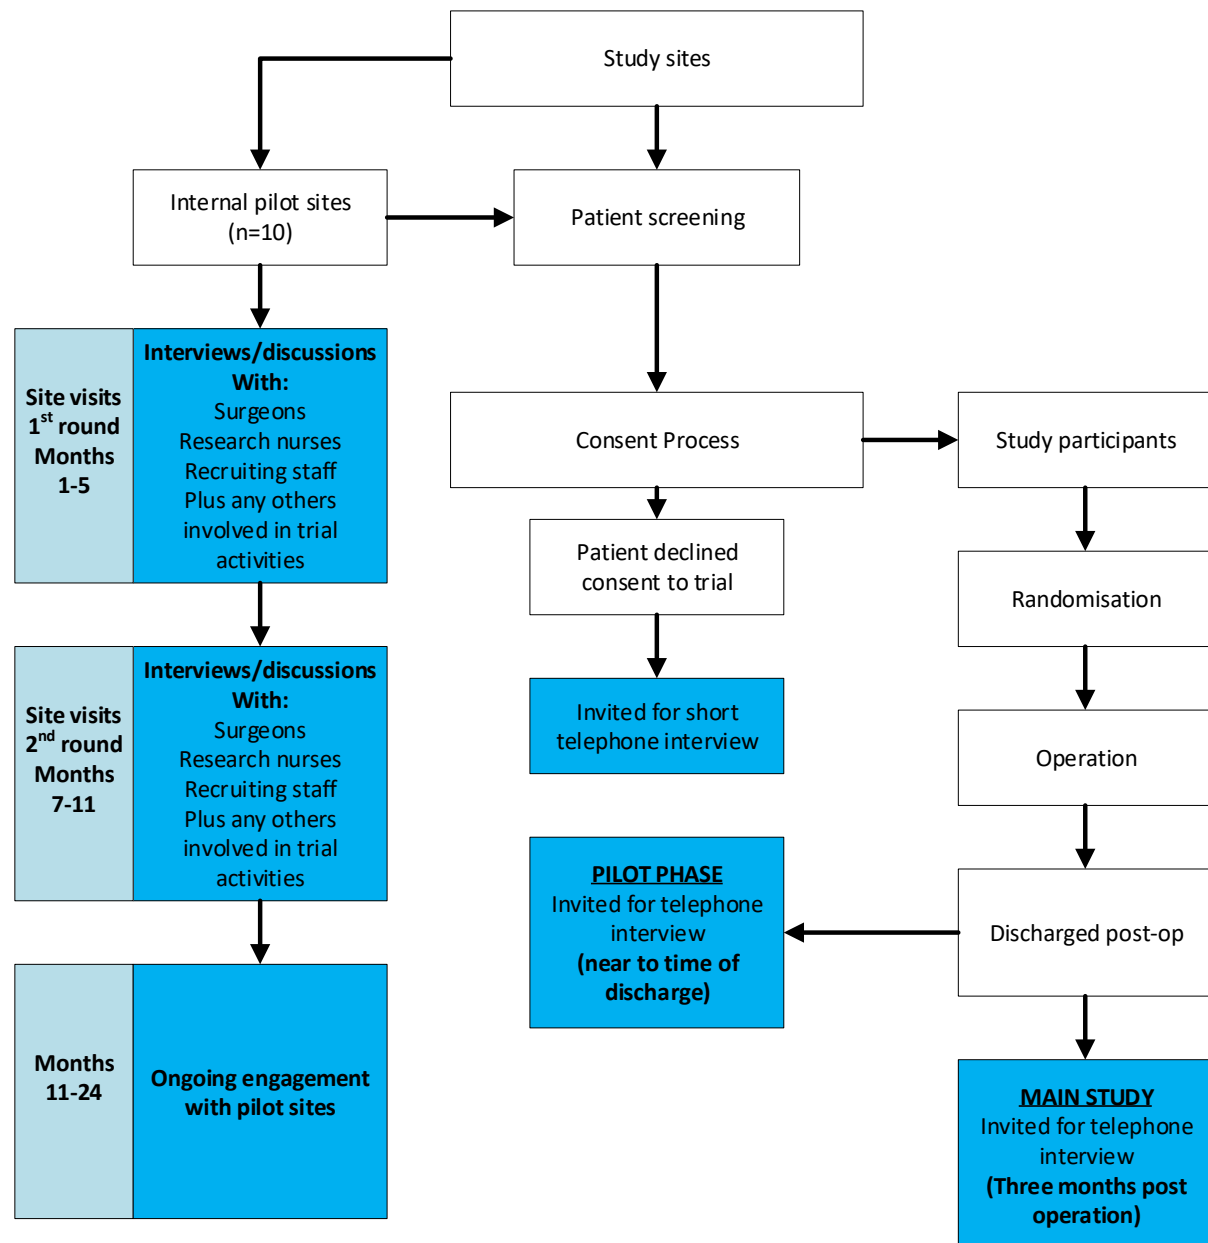 Study sites
Internal pilot sites
(n=10)
Patient screening
Site visits
1st round
Months
1-5
Interviews/discussions
With:
Surgeons
Research nurses
Recruiting staff
Plus any others
involved in trial
activities
Consent Process
Study participants
Patient declined
consent to trial
Randomisation
Site visits
2nd round
Months
7-11
Interviews/discussions
With:
Surgeons
Research nurses
Recruiting staff
Plus any others
involved in trial
activities
Invited for short
telephone interview
Operation
PILOT PHASE
Invited for telephone
interview
(near to time of
discharge)
Discharged post-op
Months
11-24
Ongoing engagement
with pilot sites
MAIN STUDY
Invited for telephone
interview
(Three months post
operation)